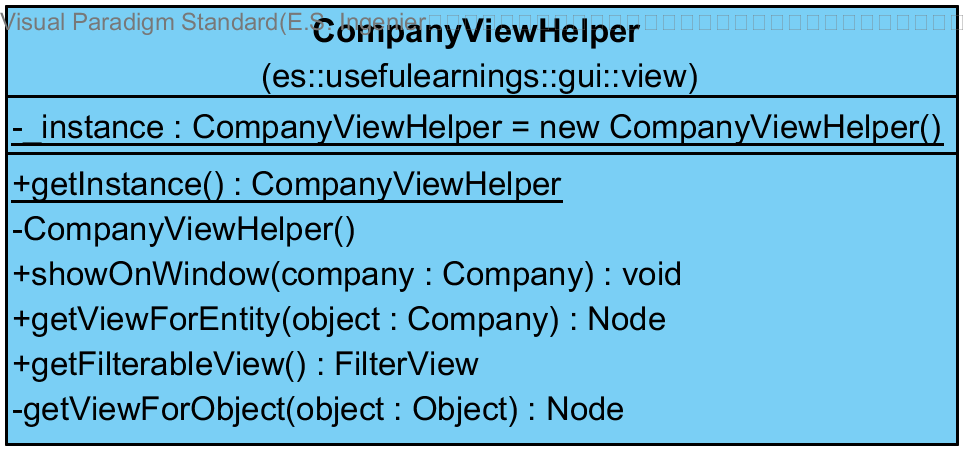 Visual Paradigm Standard(E.S. Ingenier
CompanyViewHelper
(es::usefulearnings::gui::view)
-_instance : CompanyViewHelper = new CompanyViewHelper()
+getInstance() : CompanyViewHelper
-CompanyViewHelper()
+showOnWindow(company : Company) : void
+getViewForEntity(object : Company) : Node
+getFilterableView() : FilterView
-getViewForObject(object : Object) : Node